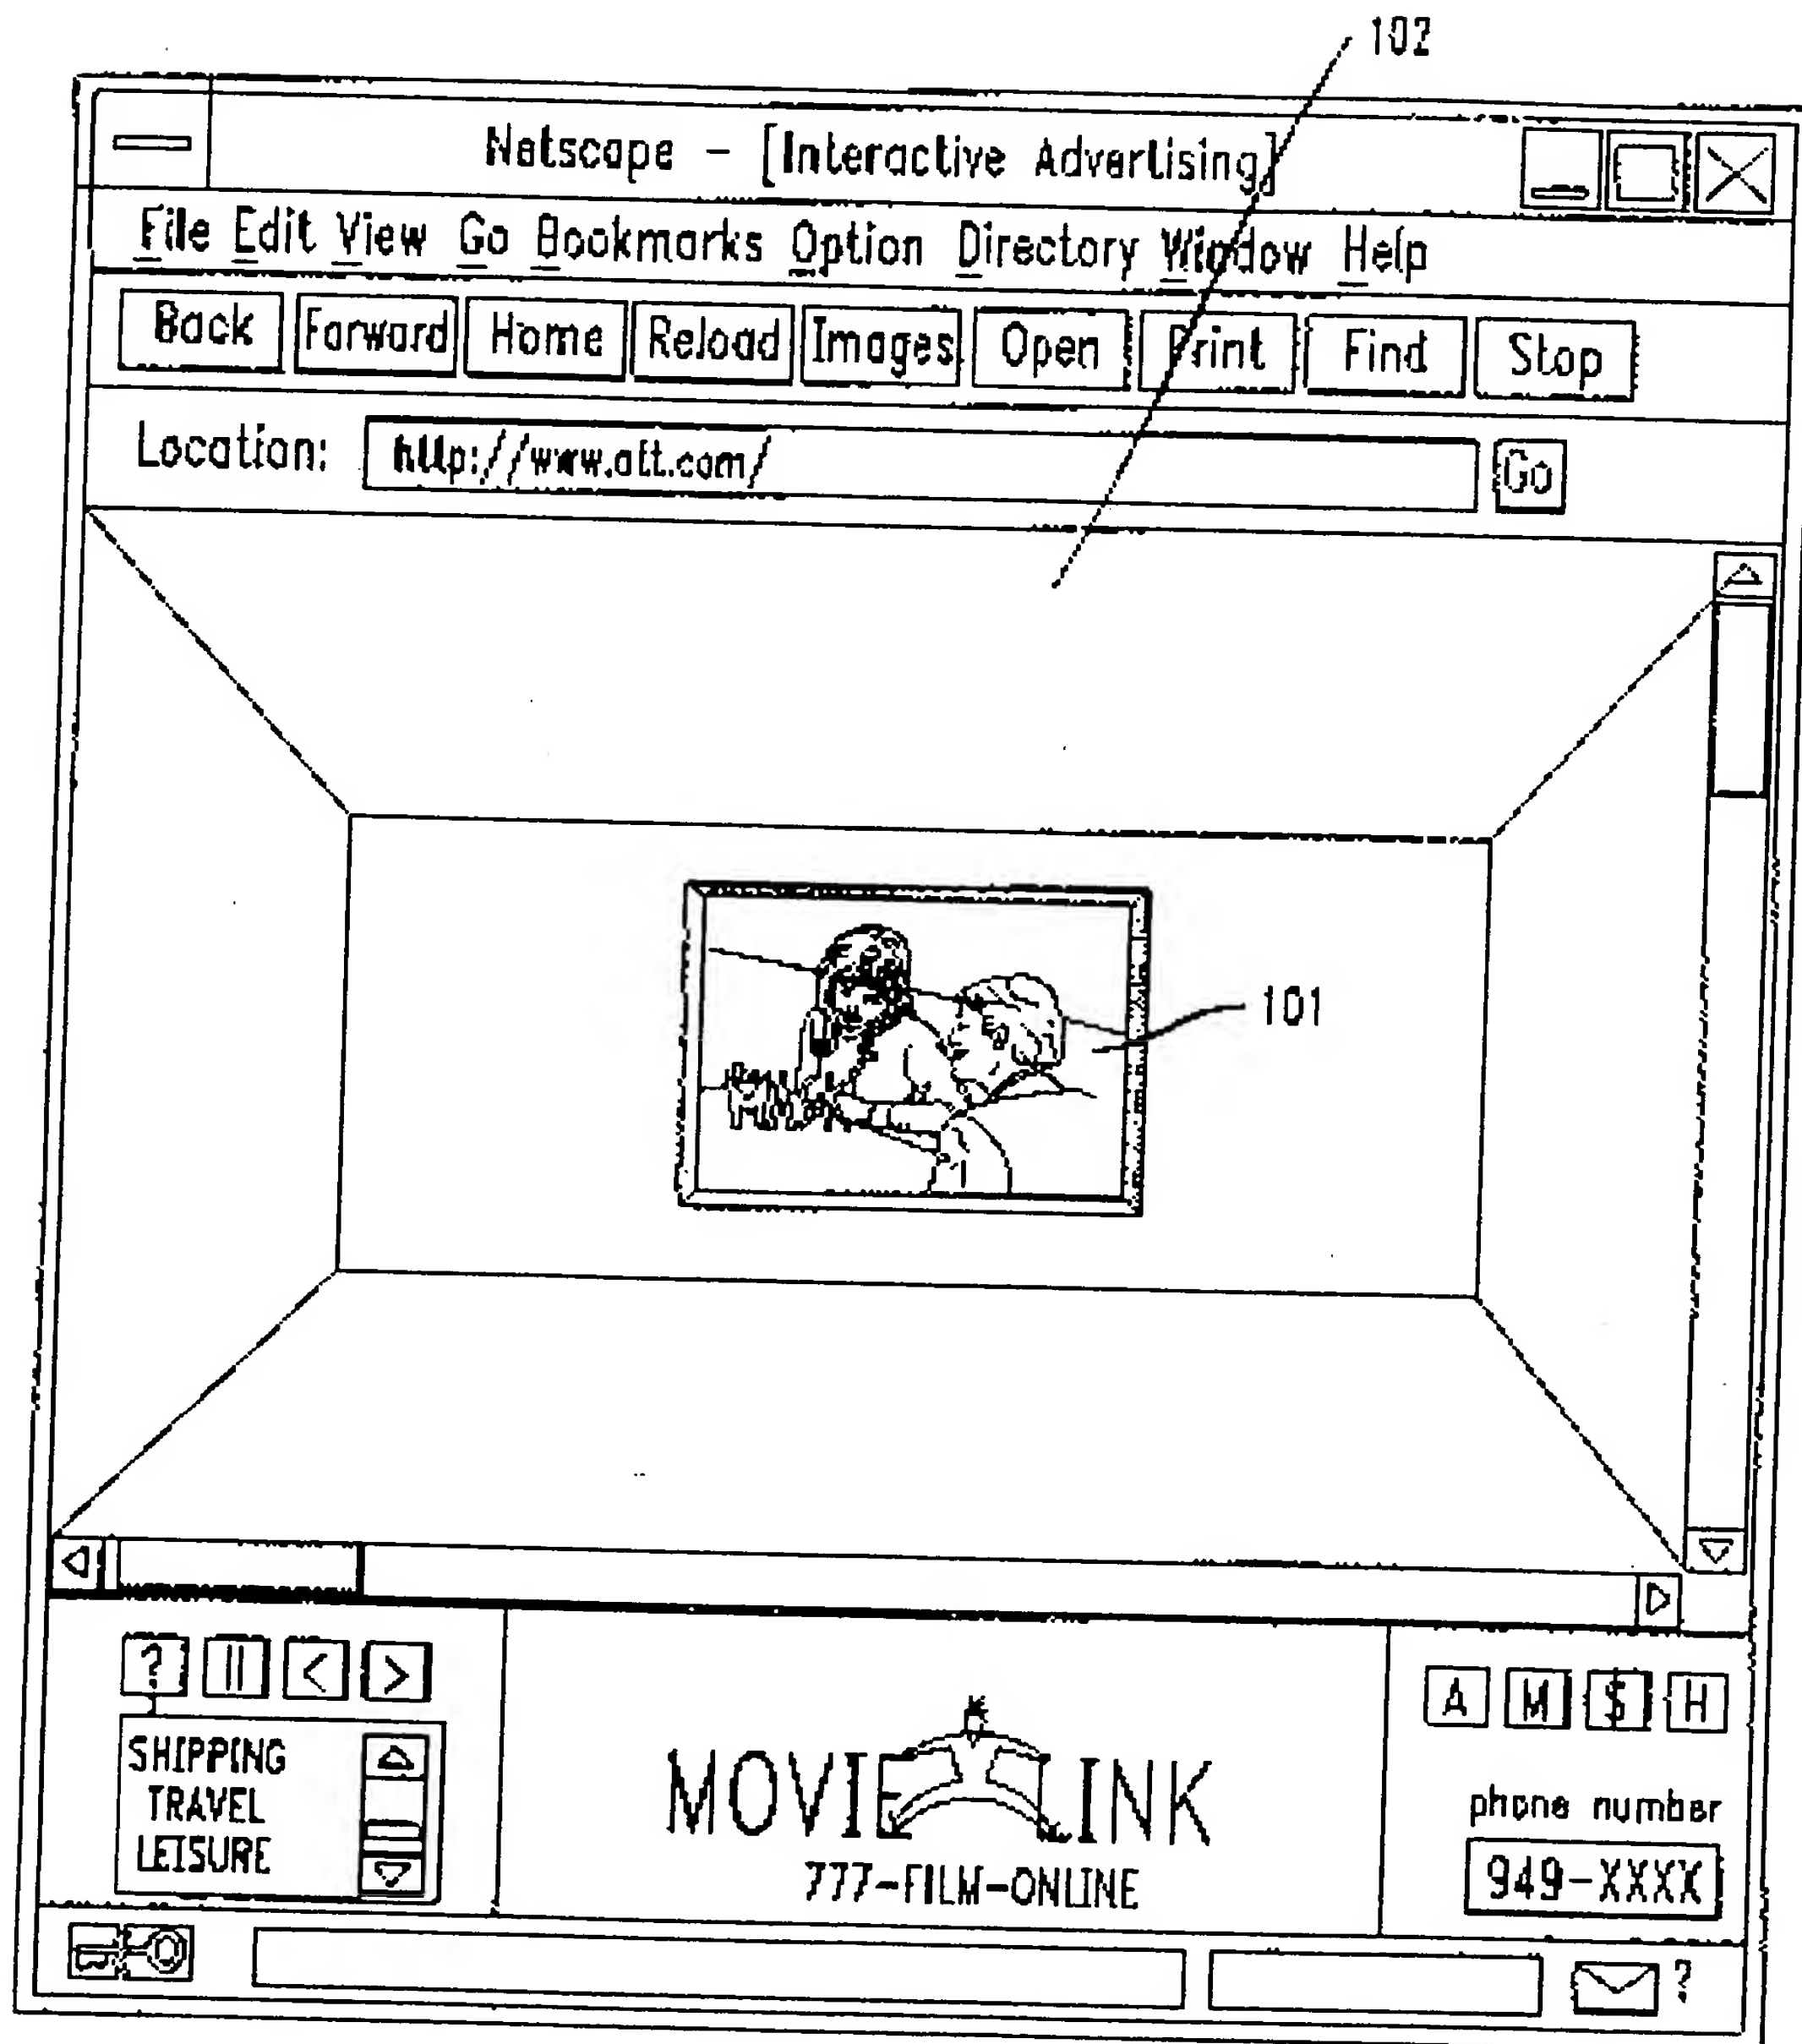 102
Netscape - [Interactive Advertising]
File Edit View Go Bookmarks Option Directory Window Help
Back Forward Home Reload Images Open Print Find Stop
Location: http://www.att.com/ Go
101
? || < >
A M $ H
SHIPPING
TRAVEL
LEISURE
MOVIE LINK
777-FILM-ONLINE
phone number
949-XXXX
?